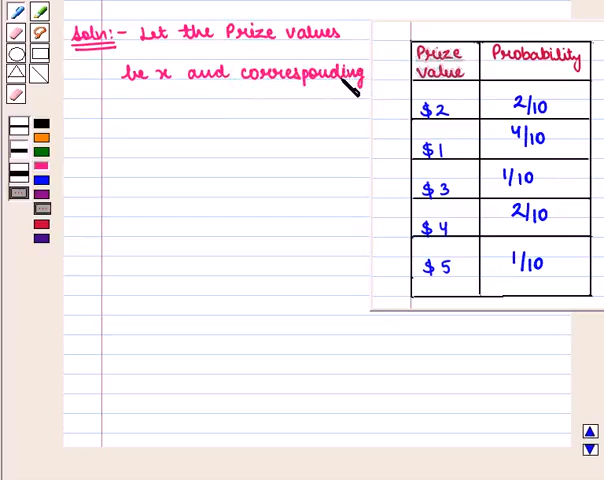 Soln:- Let the Prize values
be x and corresponding
Prize value Probability
$2 2/10
$1 4/10
$3 1/10
$4 2/10
$5 1/10